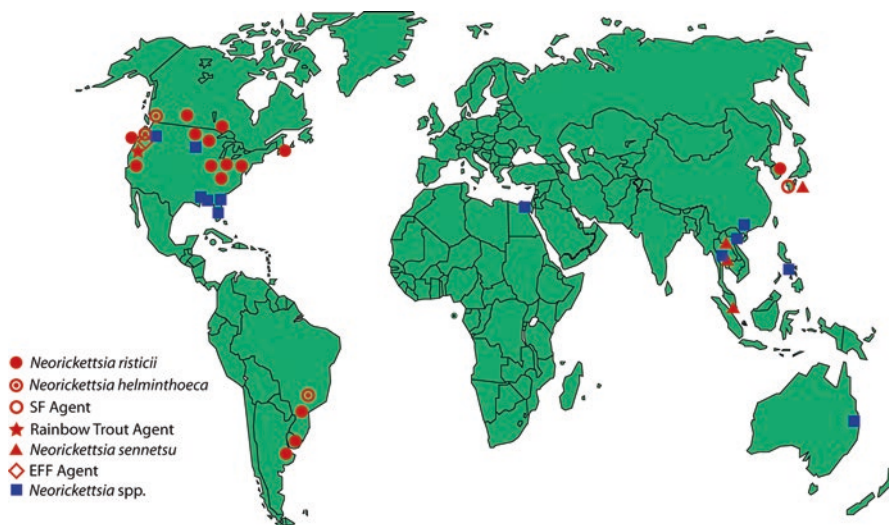 Neorickettsia risticii
Neorickettsia helminthoeca
SF Agent
Rainbow Trout Agent
Neorickettsia sennetsu
EFF Agent
Neorickettsia spp.